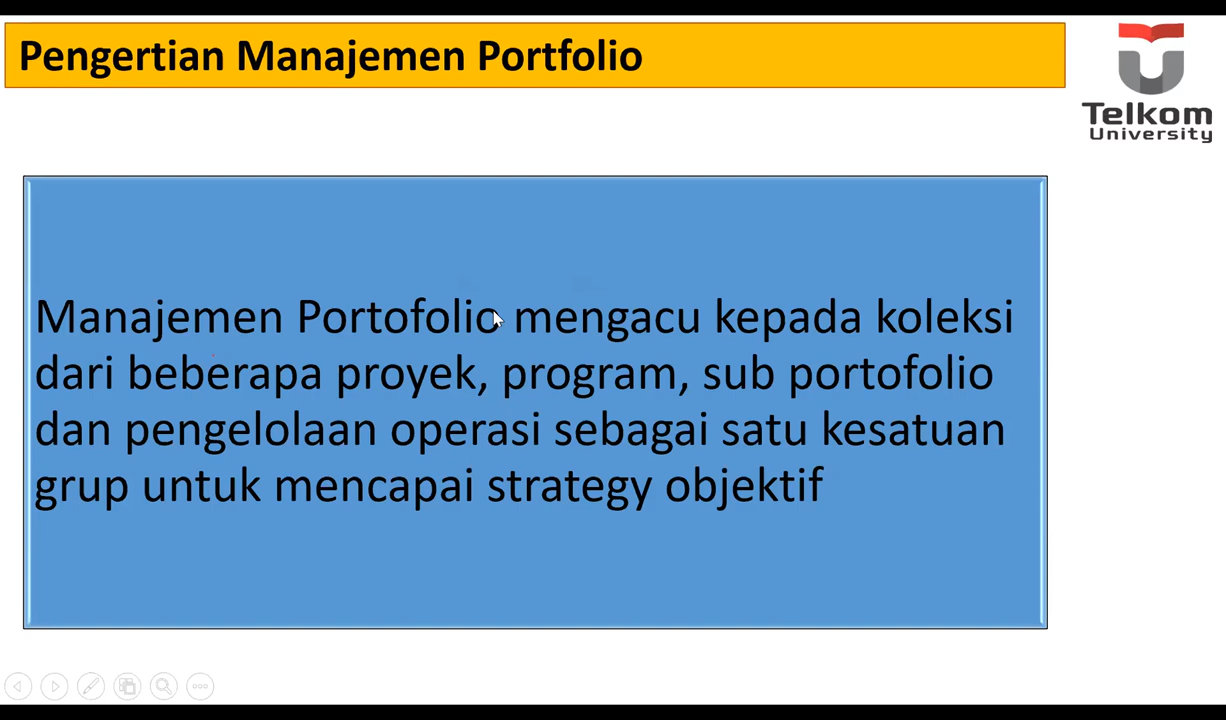 Pengertian Manajemen Portfolio
Telkom
University
Manajemen Portofolio mengacu kepada koleksi
dari beberapa proyek, program, sub portofolio
dan pengelolaan operasi sebagai satu kesatuan
grup untuk mencapai strategy objektif